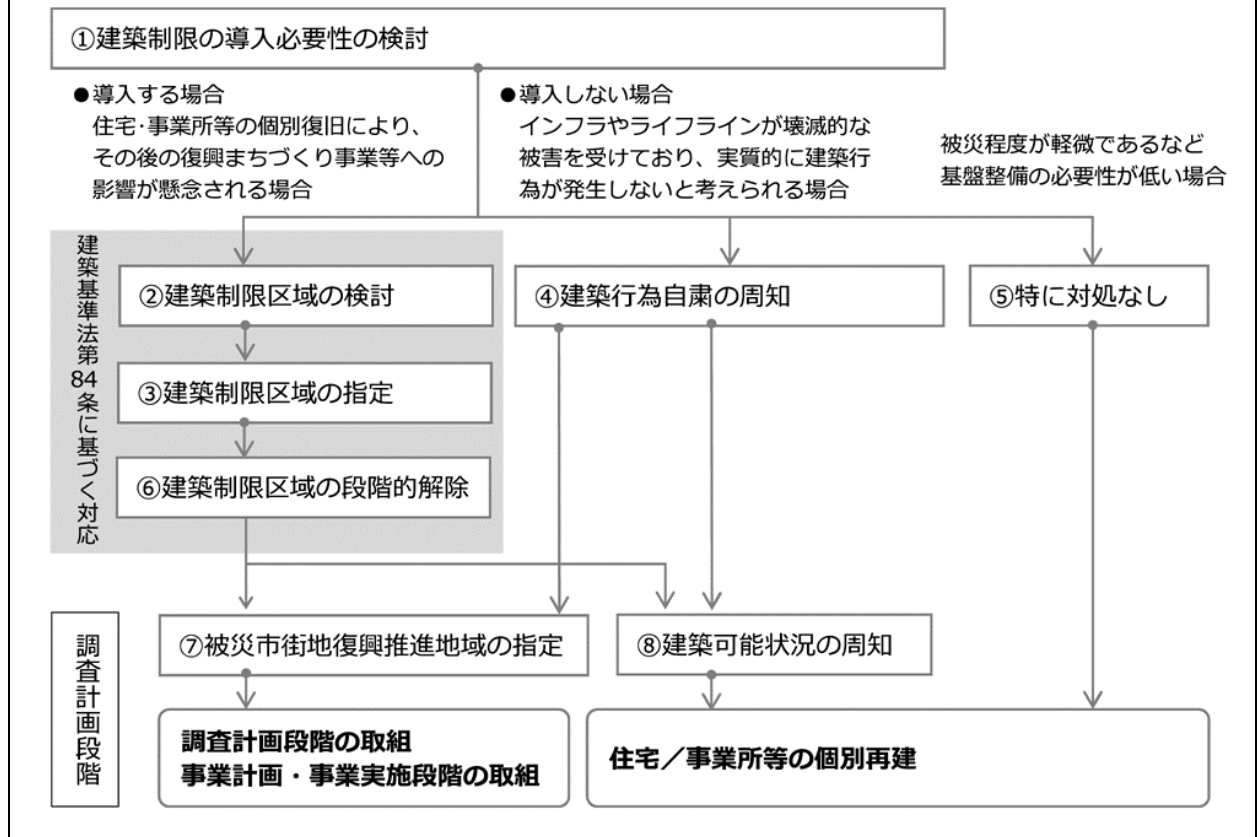 ①建築制限の導入必要性の検討
●導入する場合
住宅・事業所等の個別復旧により、
その後の復興まちづくり事業等への
影響が懸念される場合
●導入しない場合
インフラやライフラインが壊滅的な
被害を受けており、実質的に建築行
為が発生しないと考えられる場合
被災程度が軽微であるなど
基盤整備の必要性が低い場合
建築基準法第84条に基づく対応
②建築制限区域の検討
④建築行為自粛の周知
⑤特に対処なし
③建築制限区域の指定
⑥建築制限区域の段階的解除
調査計画段階
⑦被災市街地復興推進地域の指定
⑧建築可能状況の周知
調査計画段階の取組
事業計画・事業実施段階の取組
住宅／事業所等の個別再建